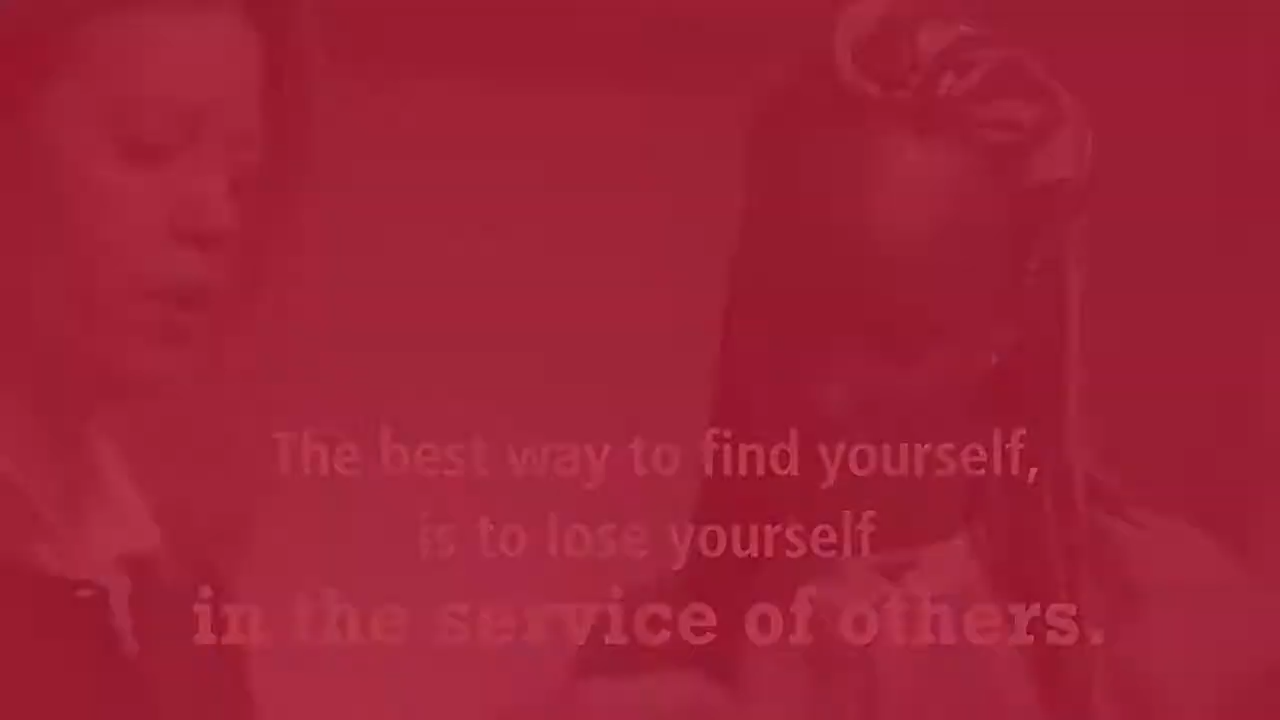 The best way to find yourself,
is to lose yourself
in the service of others.